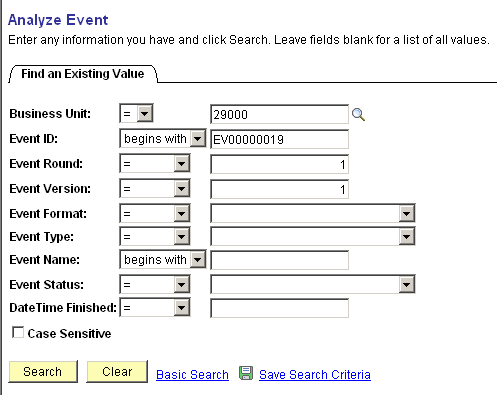 Analyze Event
Enter any information you have and click Search. Leave fields blank for a list of all values.
Find an Existing Value
Business Unit: = 29000
Event ID: begins with EV00000019
Event Round: = 1
Event Version: = 1
Event Format: =
Event Type: =
Event Name: begins with
Event Status: =
DateTime Finished: =
Case Sensitive
Search Clear Basic Search Save Search Criteria